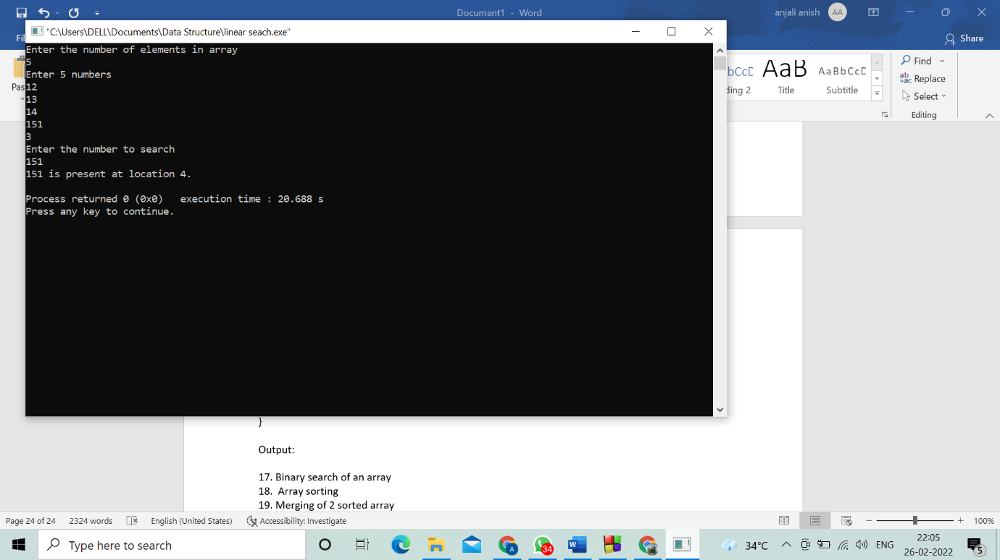 Document1 - Word
anjali anish
AA
"C:\Users\DELL\Documents\Data Structure\linear seach.exe"
Share
Enter the number of elements in array
5
Enter 5 numbers
12
13
14
151
3
Enter the number to search
151
151 is present at location 4.
Process returned 0 (0x0)   execution time : 20.688 s
Press any key to continue.
AaB
AaBbCcD
ding 2
Title
Subtitle
Find
Replace
Select
Editing
}
Output:
17. Binary search of an array
18.  Array sorting
19. Merging of 2 sorted array
Page 24 of 24
2324 words
English (United States)
Accessibility: Investigate
100%
Type here to search
34
34°C
ENG
22:05
26-02-2022
5